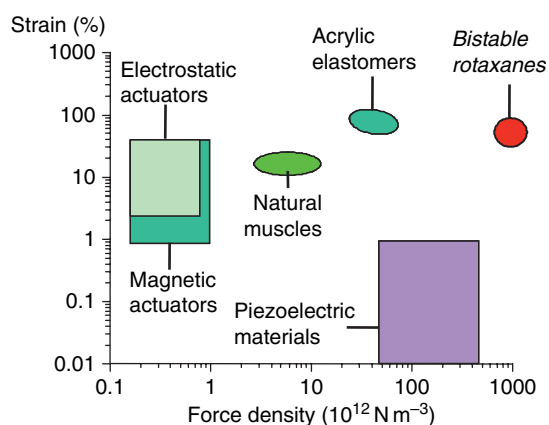 Strain (%)
1000
100
10
1
0.1
0.01
Electrostatic
actuators
Acrylic
elastomers
Bistable
rotaxanes
Natural
muscles
Magnetic
actuators
Piezoelectric
materials
0.1
1
10
100
1000
Force density (10¹² N m⁻³)